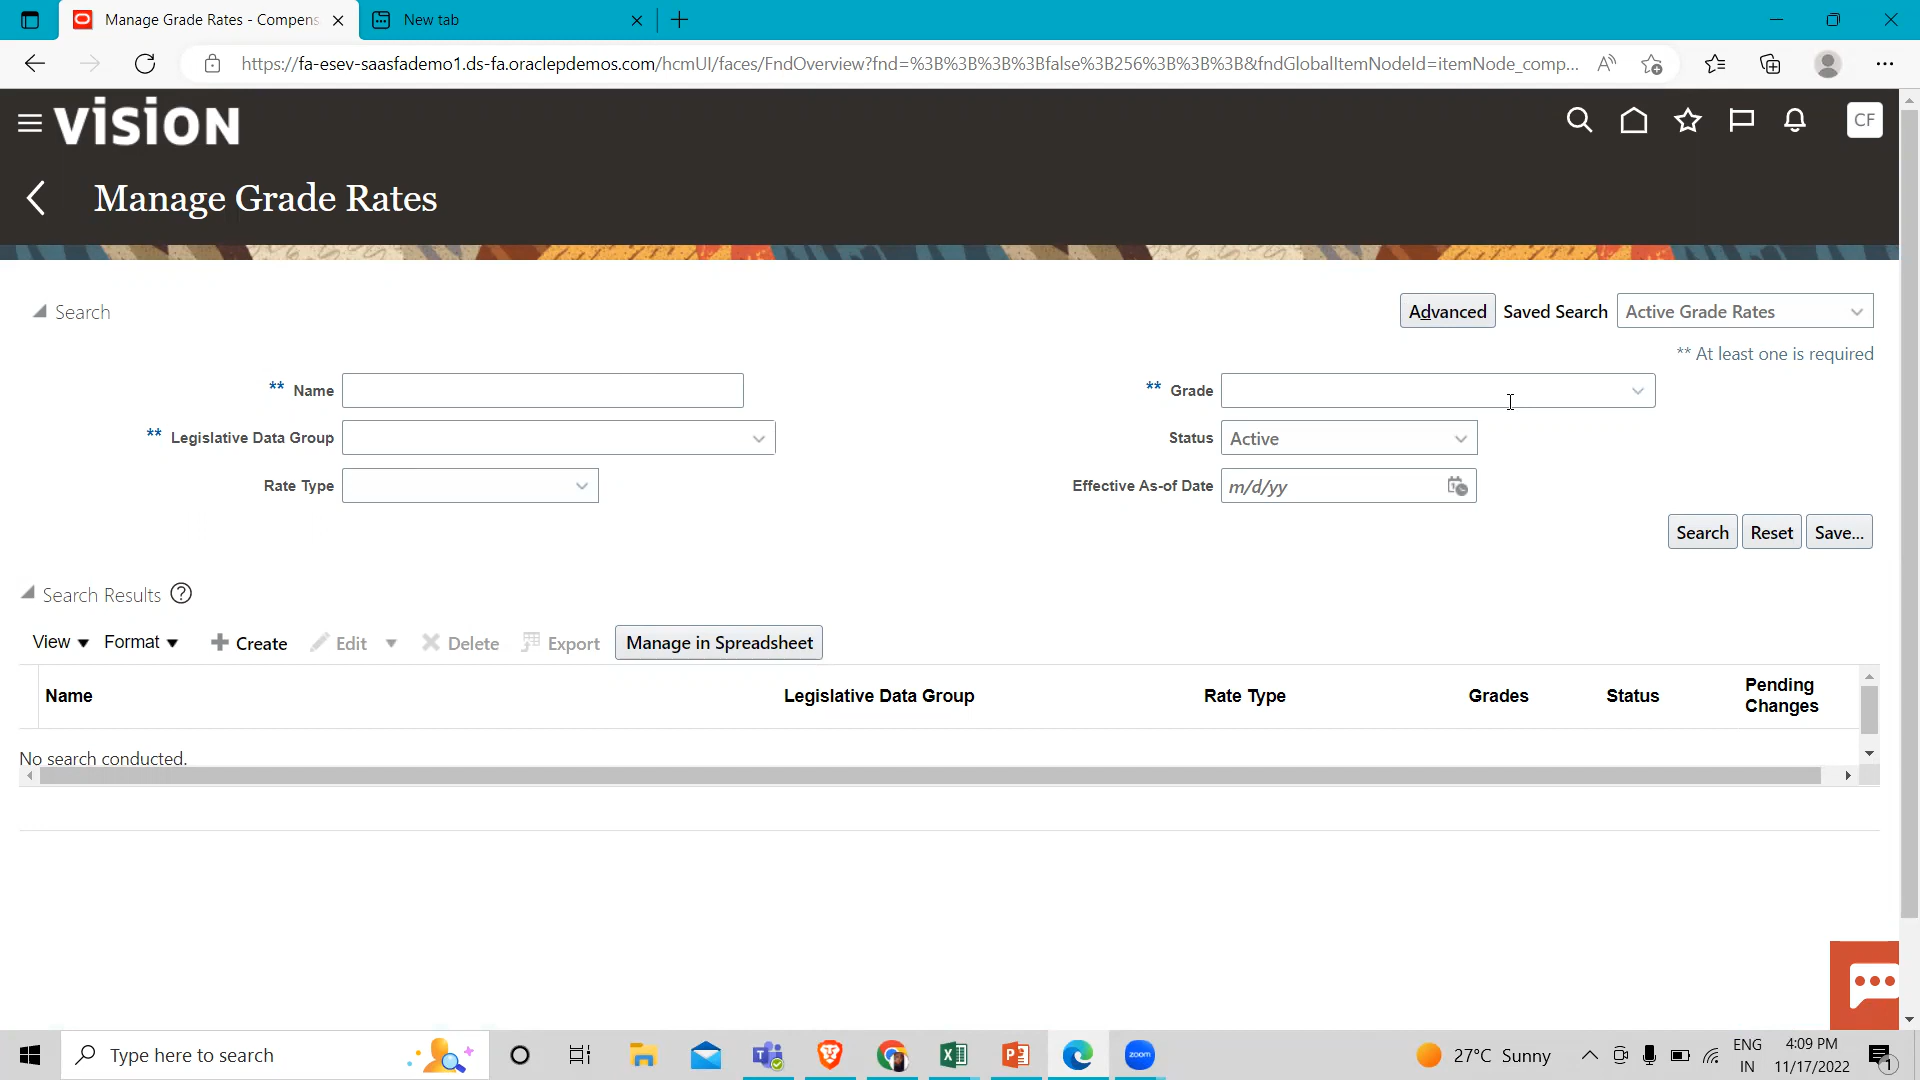 Manage Grade Rates - Compens
New tab
https://fa-esev-saasfademo1.ds-fa.oraclepdemos.com/hcmUI/faces/FndOverview?fnd=%3B%3B%3B%3Bfalse%3B256%3B%3B%3B&fndGlobalItemNodeId=itemNode_comp...
vision
CF
Manage Grade Rates
Search
Advanced Saved Search Active Grade Rates
** At least one is required
** Name
** Grade
** Legislative Data Group
Status Active
Rate Type
Effective As-of Date m/d/yy
Search Reset Save...
Search Results ?
View Format Create Edit Delete Export Manage in Spreadsheet
Name Legislative Data Group Rate Type Grades Status Pending Changes
No search conducted.
Type here to search
zoom
27°C Sunny
ENG
IN
4:09 PM
11/17/2022
1